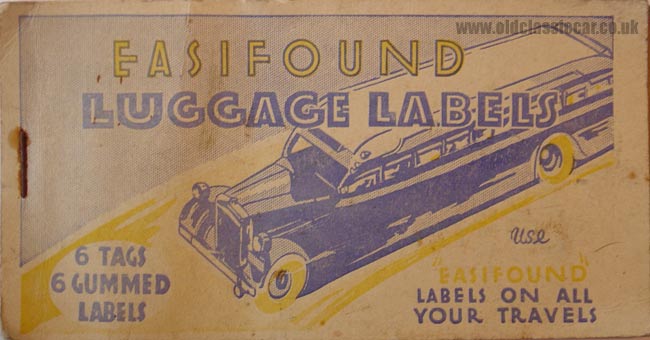 www.oldclassiccar.co.uk
EASIFOUND
LUGGAGE LABELS
6 TAGS
6 GUMMED
LABELS
use
"EASIFOUND"
LABELS ON ALL
YOUR TRAVELS